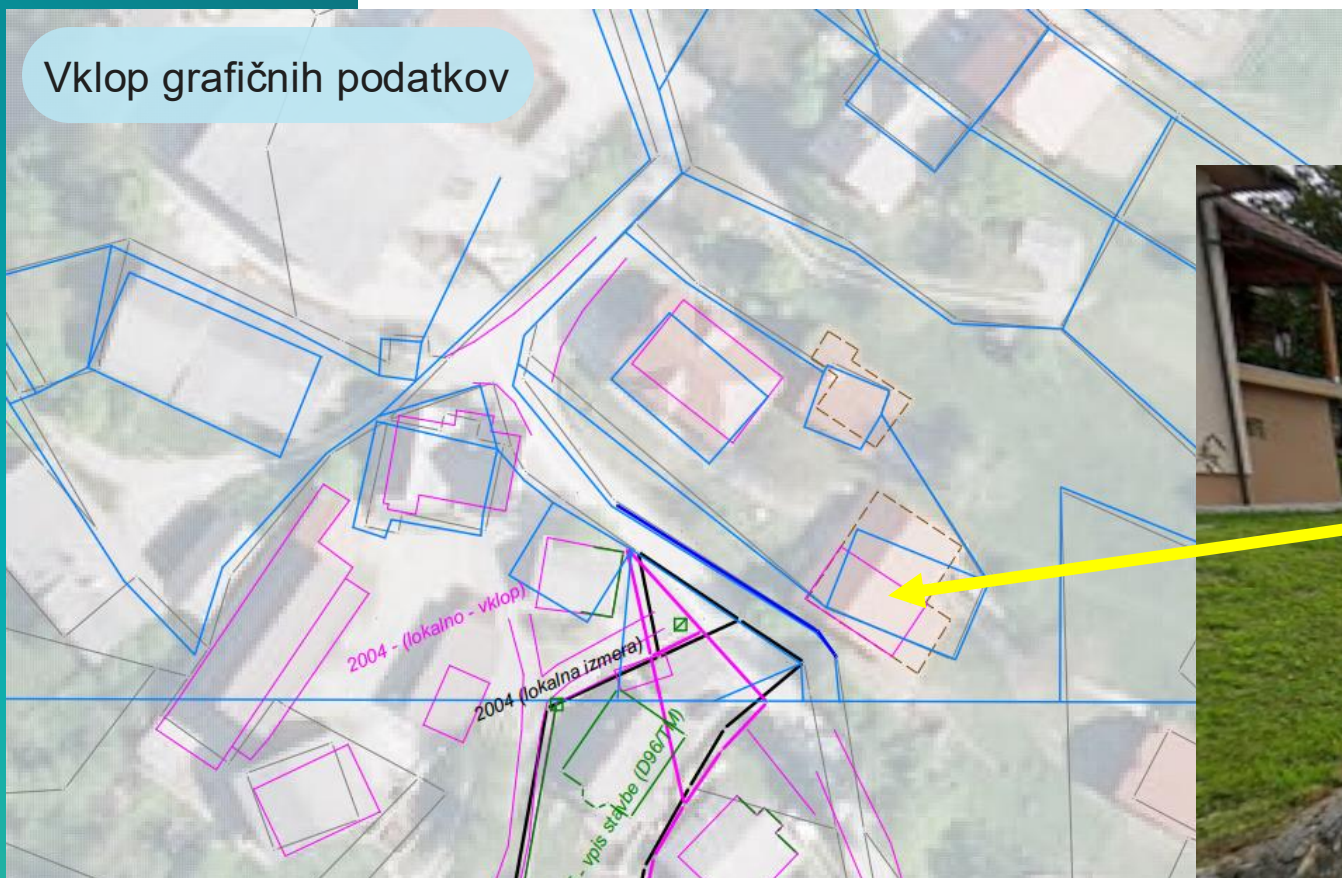 Vklop grafičnih podatkov
2004 - (lokalno - vklop)
2004 (lokalna izmera)
- vpis stavbe (D96/TM)